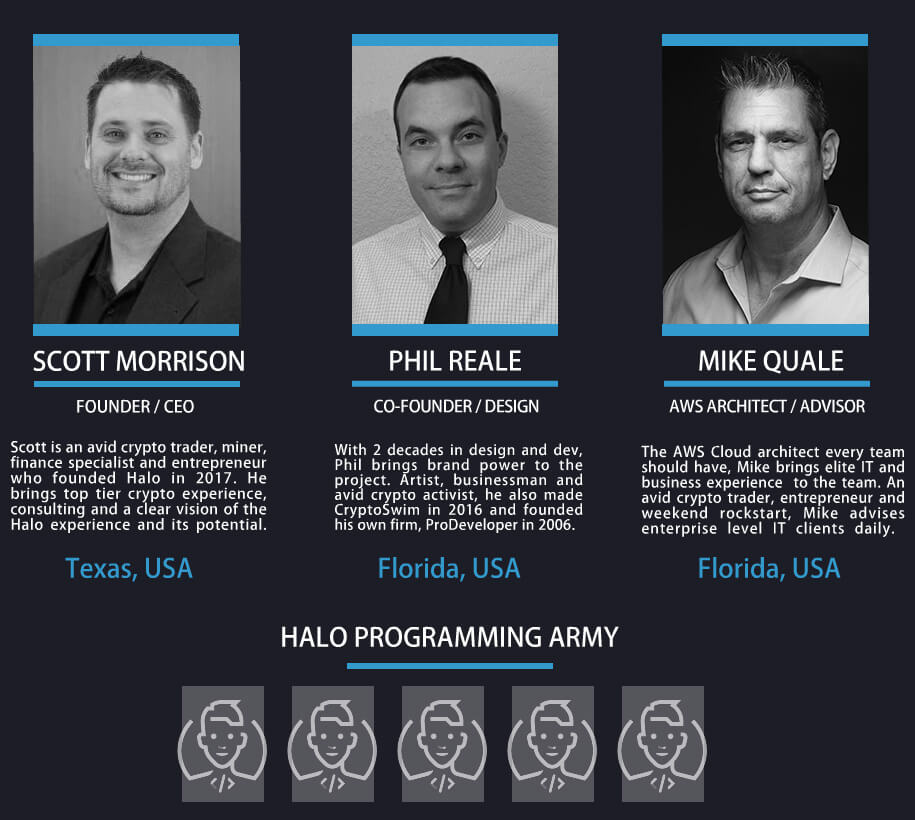 SCOTT MORRISON
FOUNDER / CEO
Scott is an avid crypto trader, miner,
finance specialist and entrepreneur
who founded Halo in 2017. He
brings top tier crypto experience,
consulting and a clear vision of the
Halo experience and its potential.
Texas, USA
PHIL REALE
CO-FOUNDER / DESIGN
With 2 decades in design and dev,
Phil brings brand power to the
project. Artist, businessman and
avid crypto activist, he also made
CryptoSwim in 2016 and founded
his own firm, ProDeveloper in 2006.
Florida, USA
MIKE QUALE
AWS ARCHITECT / ADVISOR
The AWS Cloud architect every team
should have, Mike brings elite IT and
business experience to the team. An
avid crypto trader, entrepreneur and
weekend rockstart, Mike advises
enterprise level IT clients daily.
Florida, USA
HALO PROGRAMMING ARMY